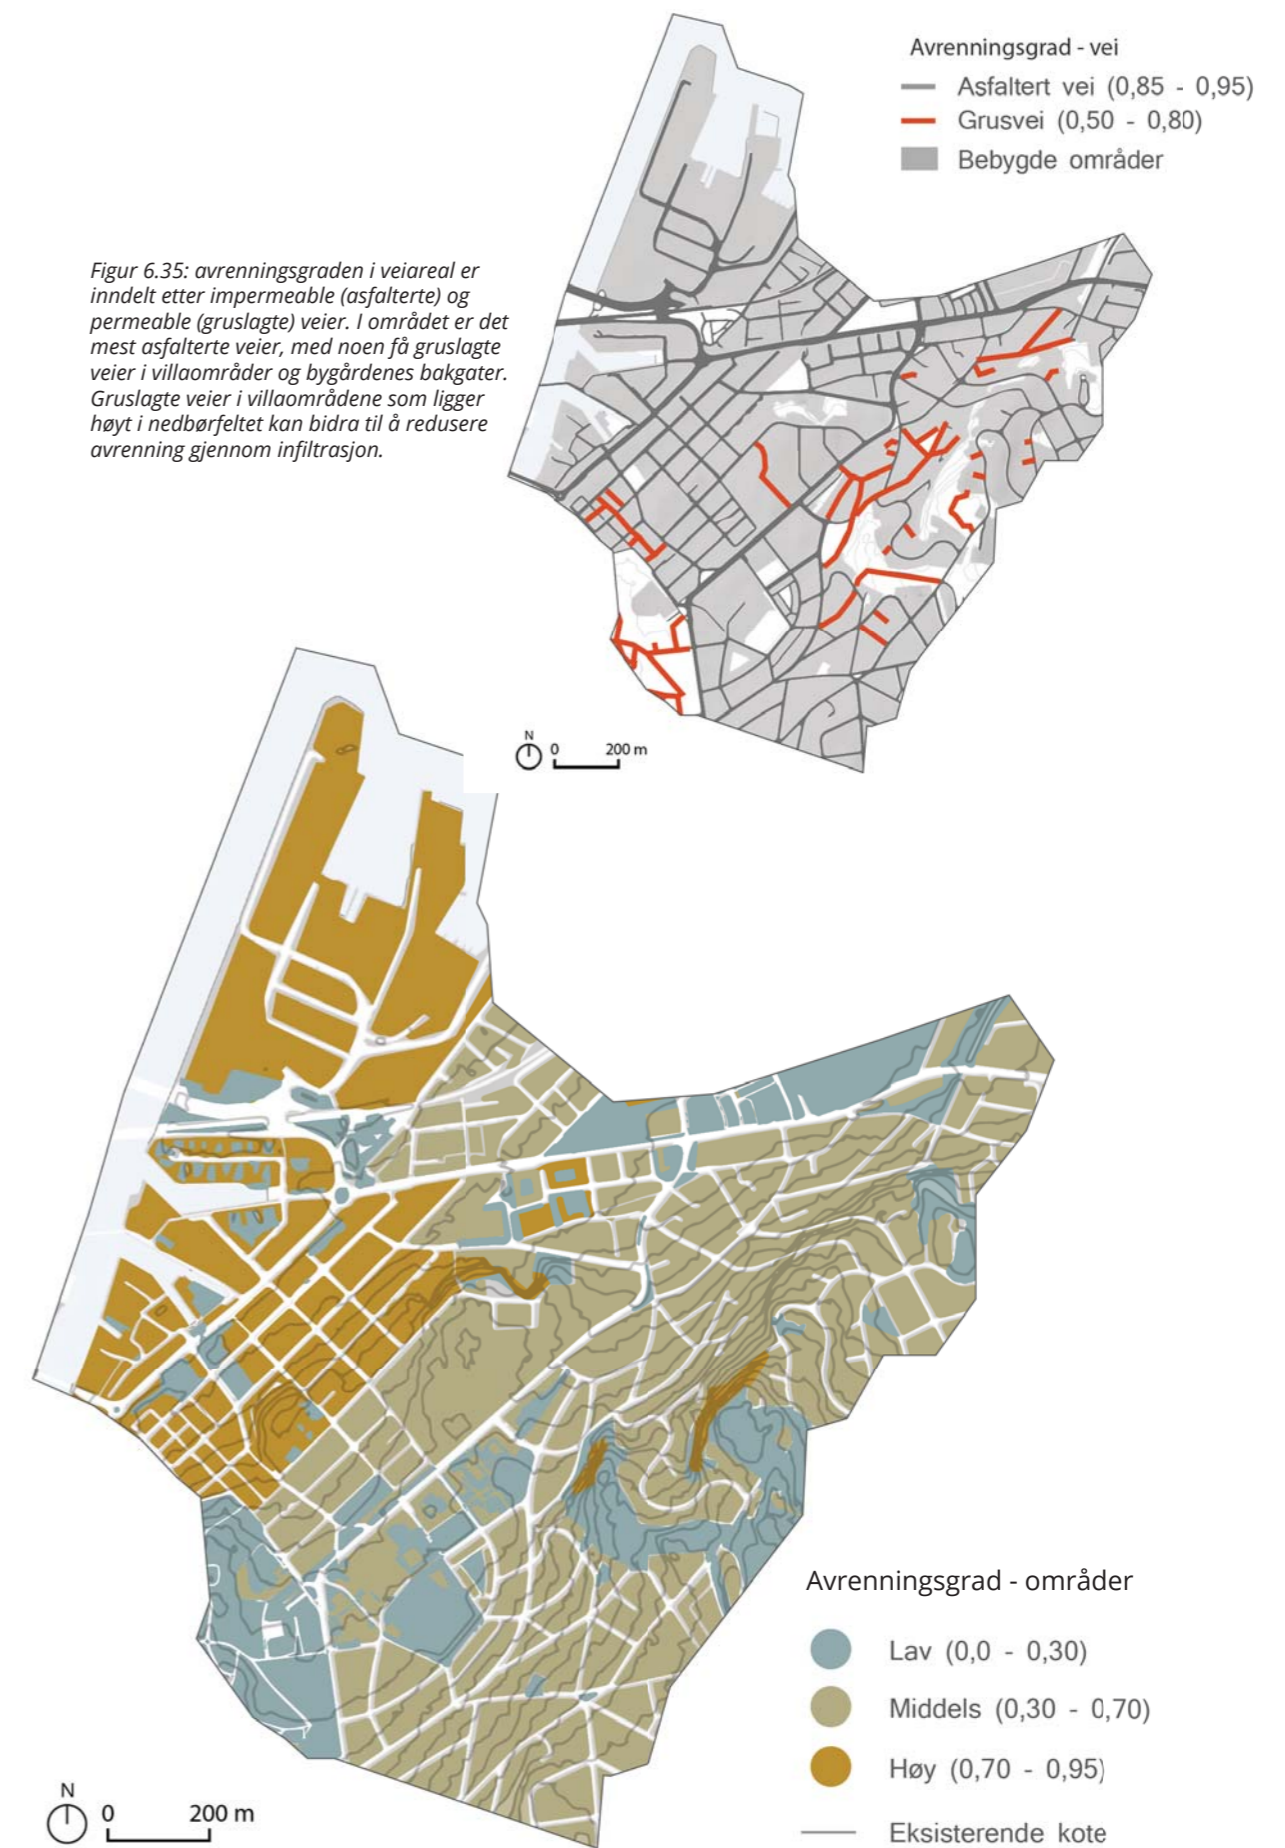 Avrenningsgrad - vei
Asfaltert vei (0,85 - 0,95)
Grusvei (0,50 - 0,80)
Bebygde områder
Figur 6.35: avrenningsgraden i veiareal er
inndelt etter impermeable (asfalterte) og
permeable (gruslagte) veier. I området er det
mest asfalterte veier, med noen få gruslagte
veier i villaområder og bygårdenes bakgater.
Gruslagte veier i villaområdene som ligger
høyt i nedbørfeltet kan bidra til å redusere
avrenning gjennom infiltrasjon.
N
0 200 m
Avrenningsgrad - områder
Lav (0,0 - 0,30)
Middels (0,30 - 0,70)
Høy (0,70 - 0,95)
Eksisterende kote
N
0 200 m